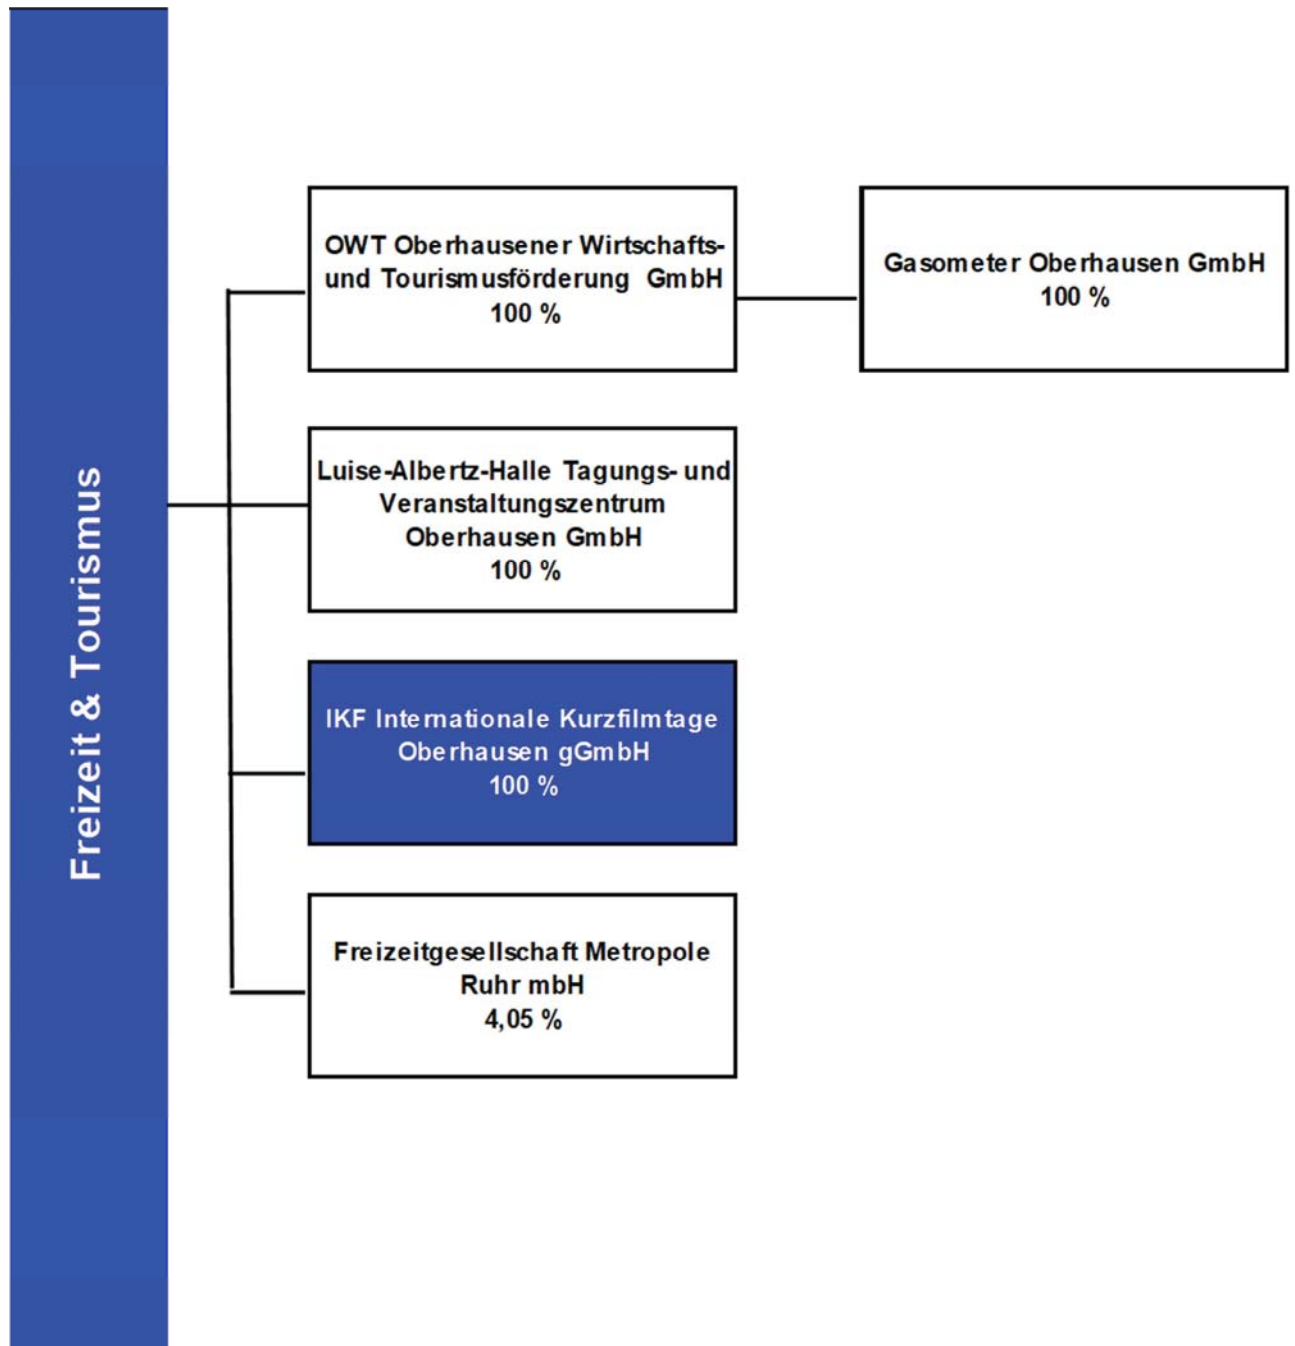 Freizeit & Tourismus
OWT Oberhausener Wirtschafts-
und Tourismusförderung GmbH
100 %
Gasometer Oberhausen GmbH
100 %
Luise-Albertz-Halle Tagungs- und
Veranstaltungszentrum
Oberhausen GmbH
100 %
IKF Internationale Kurzfilmtage
Oberhausen gGmbH
100 %
Freizeitgesellschaft Metropole
Ruhr mbH
4,05 %